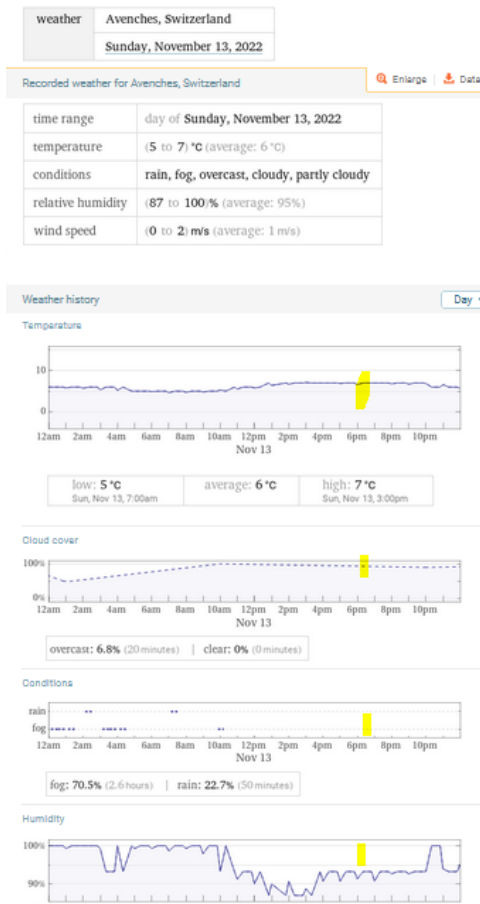 weather
Avenches, Switzerland
Sunday, November 13, 2022
Recorded weather for Avenches, Switzerland
Enlarge
Data
time range day of Sunday, November 13, 2022
temperature (5 to 7) °C (average: 6 °C)
conditions rain, fog, overcast, cloudy, partly cloudy
relative humidity (87 to 100)% (average: 95%)
wind speed (0 to 2) m/s (average: 1 m/s)
Weather history
Day
Temperature
10
0
12am 2am 4am 6am 8am 10am 12pm 2pm 4pm 6pm 8pm 10pm
Nov 13
low: 5 °C average: 6 °C high: 7 °C
Sun, Nov 13, 7:00am Sun, Nov 13, 3:00pm
Cloud cover
100%
0%
12am 2am 4am 6am 8am 10am 12pm 2pm 4pm 6pm 8pm 10pm
Nov 13
overcast: 6.8% (20 minutes) | clear: 0% (0 minutes)
Conditions
rain
fog
12am 2am 4am 6am 8am 10am 12pm 2pm 4pm 6pm 8pm 10pm
Nov 13
fog: 70.5% (2.6 hours) | rain: 22.7% (50 minutes)
Humidity
100%
90%